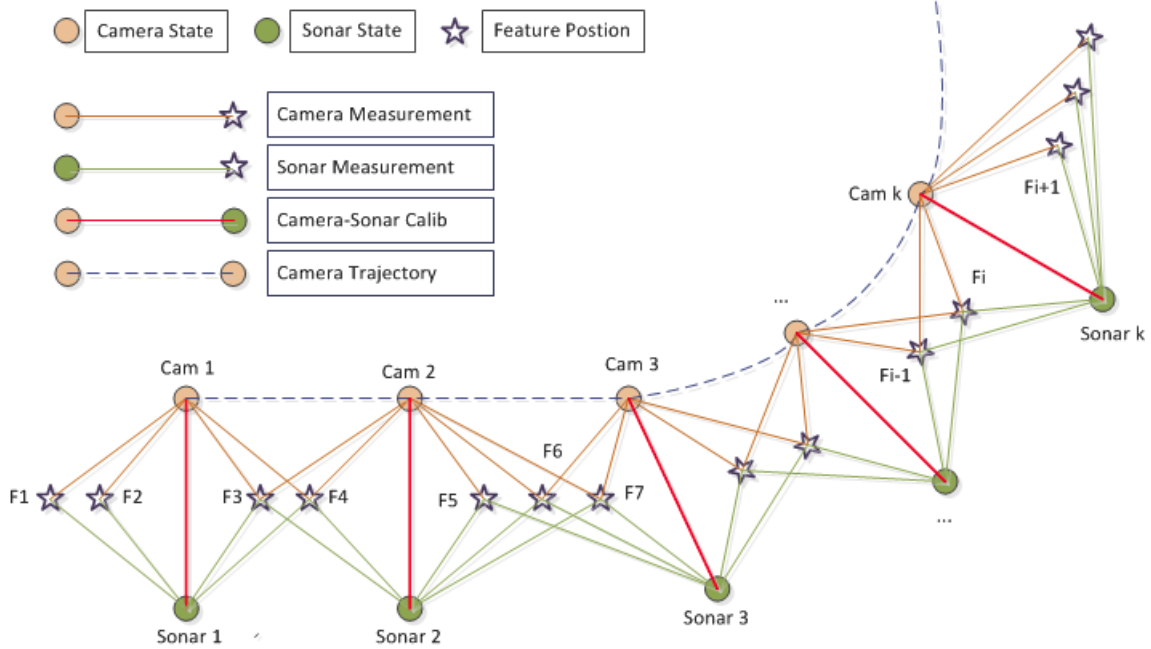 Camera State
Sonar State
Feature Postion
Camera Measurement
Sonar Measurement
Camera-Sonar Calib
Camera Trajectory
Cam k
Fi+1
Fi
...
Sonar k
Cam 1
Cam 2
Cam 3
Fi-1
F6
F1
F2
F3
F4
F5
F7
...
Sonar 1
Sonar 2
Sonar 3